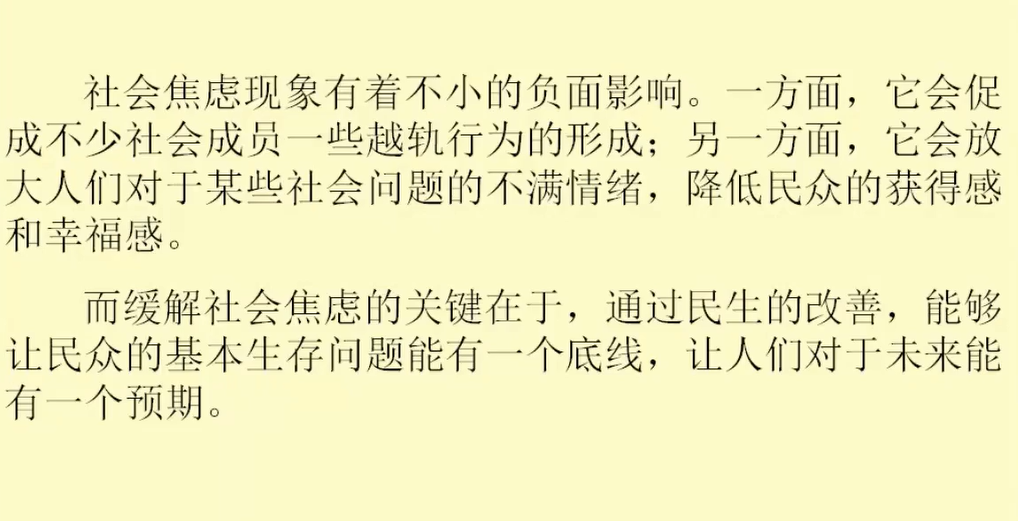 社会焦虑现象有着不小的负面影响。一方面，它会促
成不少社会成员一些越轨行为的形成；另一方面，它会放
大人们对于某些社会问题的不满情绪，降低民众的获得感
和幸福感。
而缓解社会焦虑的关键在于，通过民生的改善，能够
让民众的基本生存问题能有一个底线，让人们对于未来能
有一个预期。